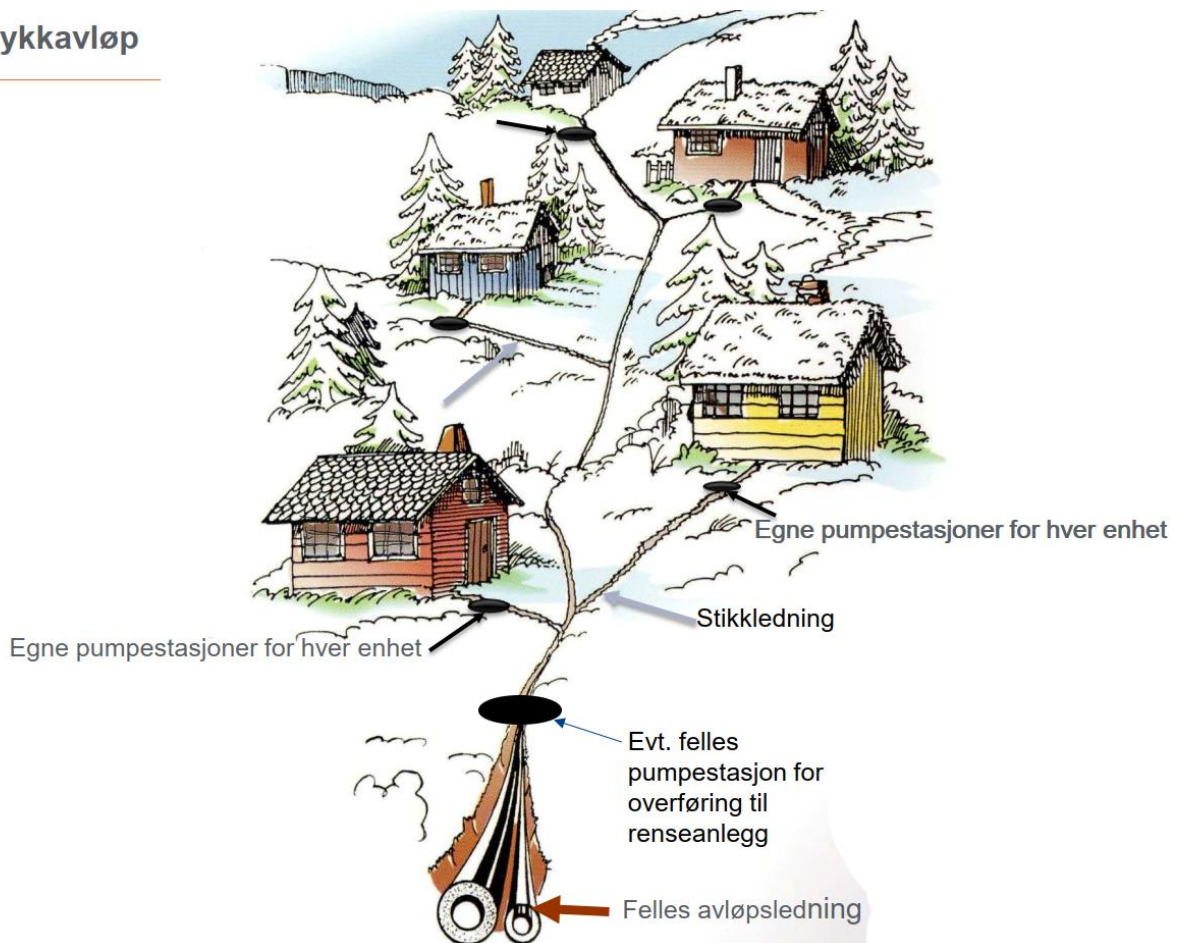 ykkavløp
Egne pumpestasjoner for hver enhet
Stikkledning
Egne pumpestasjoner for hver enhet
Evt. felles
pumpestasjon for
overføring til
renseanlegg
Felles avløpsledning